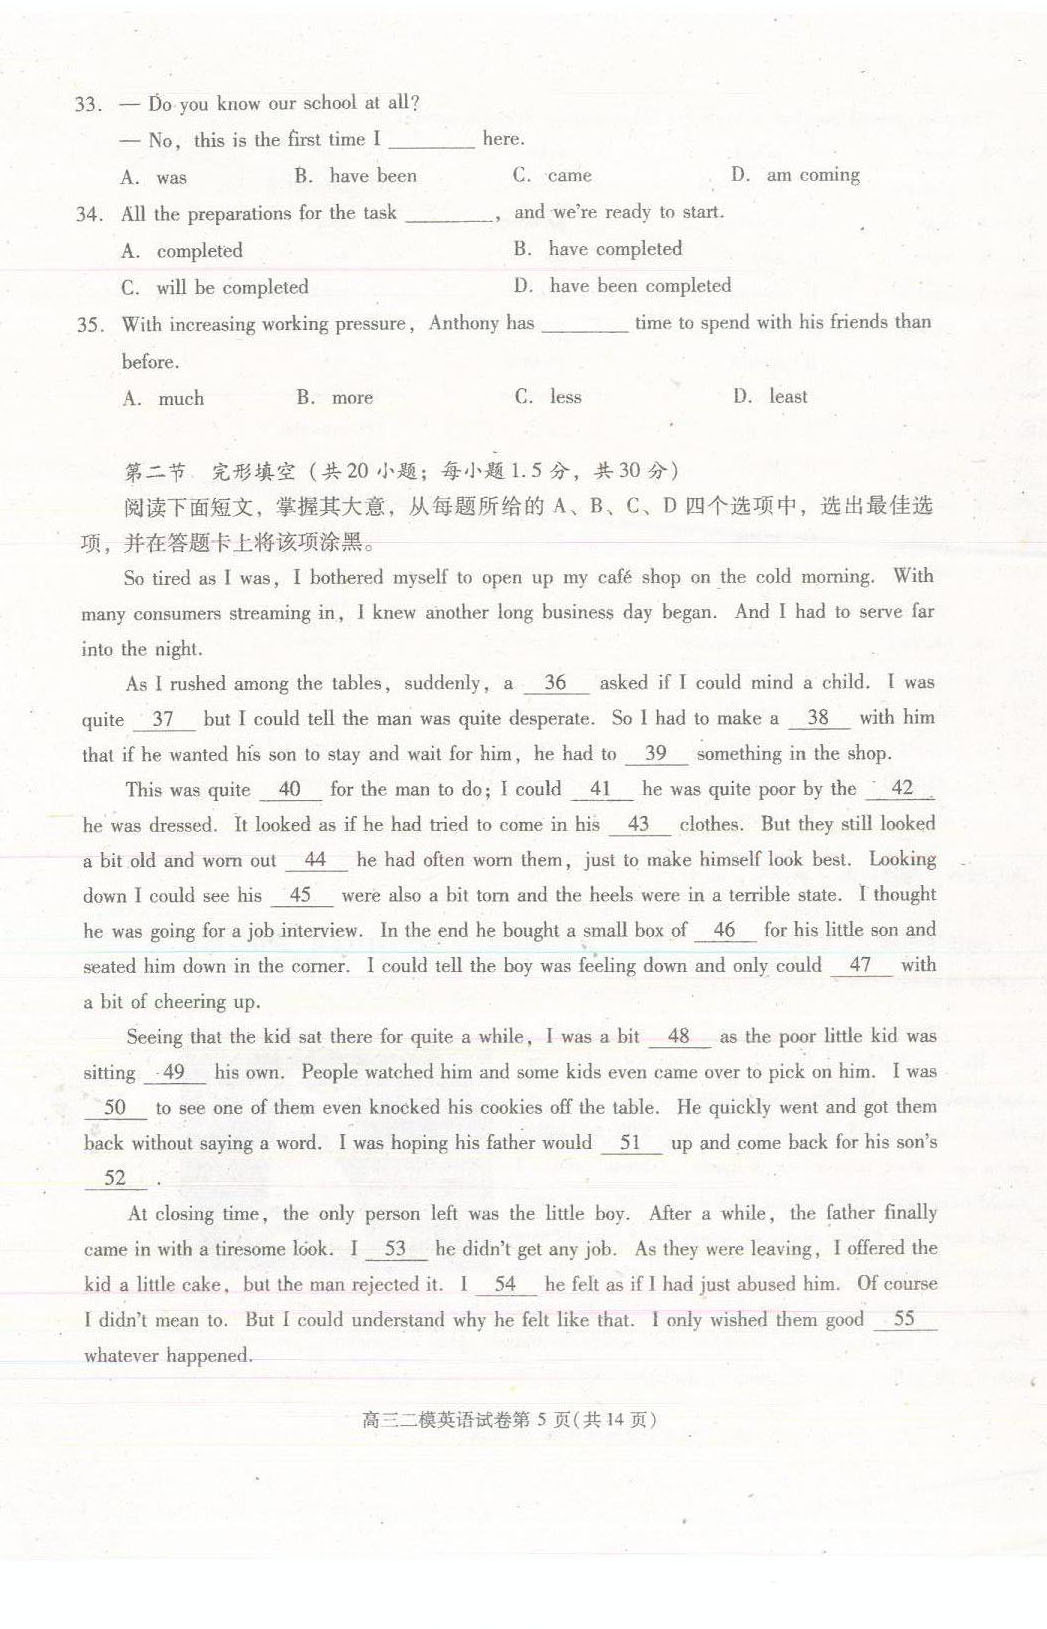 33. — Do you know our school at all?
— No, this is the first time I ________ here.
A. was B. have been C. came D. am coming
34. All the preparations for the task ________, and we're ready to start.
A. completed B. have completed
C. will be completed D. have been completed
35. With increasing working pressure, Anthony has ________ time to spend with his friends than
before.
A. much B. more C. less D. least
第二节 完形填空（共20小题；每小题1.5分，共30分）
阅读下面短文，掌握其大意，从每题所给的 A、B、C、D 四个选项中，选出最佳选
项，并在答题卡上将该项涂黑。
So tired as I was, I bothered myself to open up my café shop on the cold morning. With
many consumers streaming in, I knew another long business day began. And I had to serve far
into the night.
As I rushed among the tables, suddenly, a 36 asked if I could mind a child. I was
quite 37 but I could tell the man was quite desperate. So I had to make a 38 with him
that if he wanted his son to stay and wait for him, he had to 39 something in the shop.
This was quite 40 for the man to do; I could 41 he was quite poor by the 42
he was dressed. It looked as if he had tried to come in his 43 clothes. But they still looked
a bit old and worn out 44 he had often worn them, just to make himself look best. Looking
down I could see his 45 were also a bit torn and the heels were in a terrible state. I thought
he was going for a job interview. In the end he bought a small box of 46 for his little son and
seated him down in the corner. I could tell the boy was feeling down and only could 47 with
a bit of cheering up.
Seeing that the kid sat there for quite a while, I was a bit 48 as the poor little kid was
sitting 49 his own. People watched him and some kids even came over to pick on him. I was
50 to see one of them even knocked his cookies off the table. He quickly went and got them
back without saying a word. I was hoping his father would 51 up and come back for his son's
52 .
At closing time, the only person left was the little boy. After a while, the father finally
came in with a tiresome look. I 53 he didn't get any job. As they were leaving, I offered the
kid a little cake, but the man rejected it. I 54 he felt as if I had just abused him. Of course
I didn't mean to. But I could understand why he felt like that. I only wished them good 55
whatever happened.
高三二模英语试卷第 5 页(共 14 页)